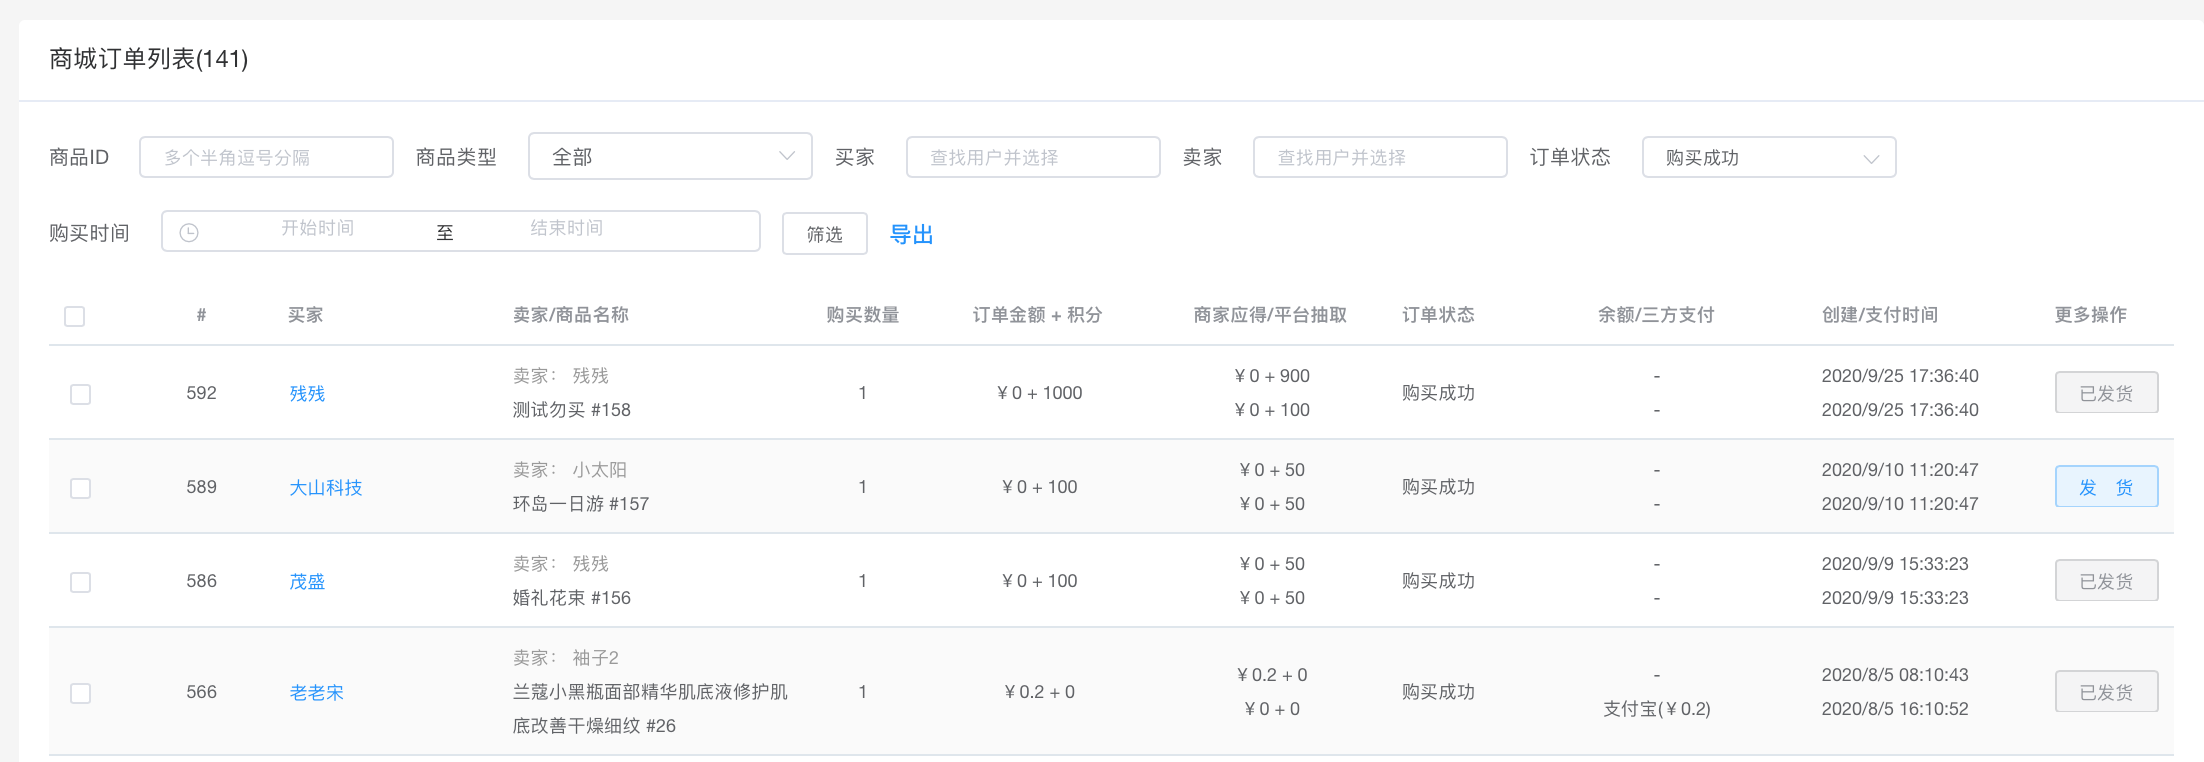 商城订单列表(141)
商品ID 多个半角逗号分隔 商品类型 全部 买家 查找用户并选择 卖家 查找用户并选择 订单状态 购买成功
购买时间 开始时间 至 结束时间 筛选 导出
# 买家 卖家/商品名称 购买数量 订单金额 + 积分 商家应得/平台抽取 订单状态 余额/三方支付 创建/支付时间 更多操作
卖家： 残残 ¥ 0 + 900 - 2020/9/25 17:36:40
592 残残 1 ¥ 0 + 1000 购买成功 已发货
测试勿买 #158 ¥ 0 + 100 - 2020/9/25 17:36:40
卖家： 小太阳 ¥ 0 + 50 - 2020/9/10 11:20:47
589 大山科技 1 ¥ 0 + 100 购买成功 发 货
环岛一日游 #157 ¥ 0 + 50 - 2020/9/10 11:20:47
卖家： 残残 ¥ 0 + 50 - 2020/9/9 15:33:23
586 茂盛 1 ¥ 0 + 100 购买成功 已发货
婚礼花束 #156 ¥ 0 + 50 - 2020/9/9 15:33:23
卖家： 袖子2 ¥ 0.2 + 0 - 2020/8/5 08:10:43
566 老老宋 兰蔻小黑瓶面部精华肌底液修护肌 1 ¥ 0.2 + 0 购买成功 已发货
底改善干燥细纹 #26 ¥ 0 + 0 支付宝(¥ 0.2) 2020/8/5 16:10:52